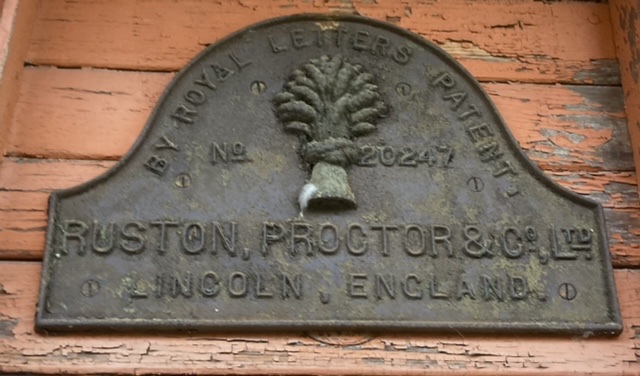 BY ROYAL LETTERS PATENT.
No. 20247
RUSTON, PROCTOR & Co., LTD.
LINCOLN, ENGLAND.